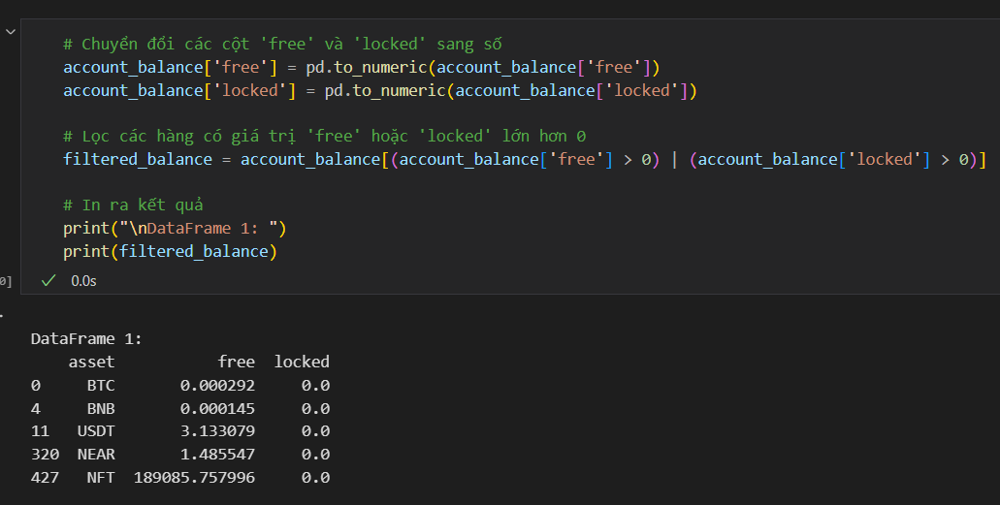 # Chuyển đổi các cột 'free' và 'locked' sang số
account_balance['free'] = pd.to_numeric(account_balance['free'])
account_balance['locked'] = pd.to_numeric(account_balance['locked'])
# Lọc các hàng có giá trị 'free' hoặc 'locked' lớn hơn 0
filtered_balance = account_balance[(account_balance['free'] > 0) | (account_balance['locked'] > 0)]
# In ra kết quả
print("\nDataFrame 1: ")
print(filtered_balance)
0] 0.0s
DataFrame 1:
asset free locked
0 BTC 0.000292 0.0
4 BNB 0.000145 0.0
11 USDT 3.133079 0.0
320 NEAR 1.485547 0.0
427 NFT 189085.757996 0.0